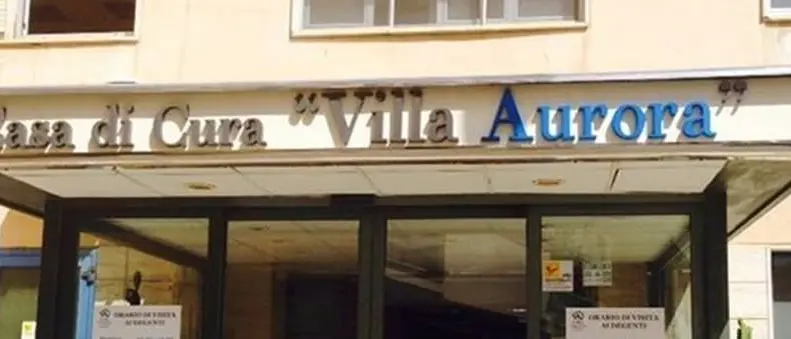 Casa di Cura "Villa Aurora"
ORARIO DI VISITA
AI DEGENTI
ORARIO DI VISITA
AI DEGENTI